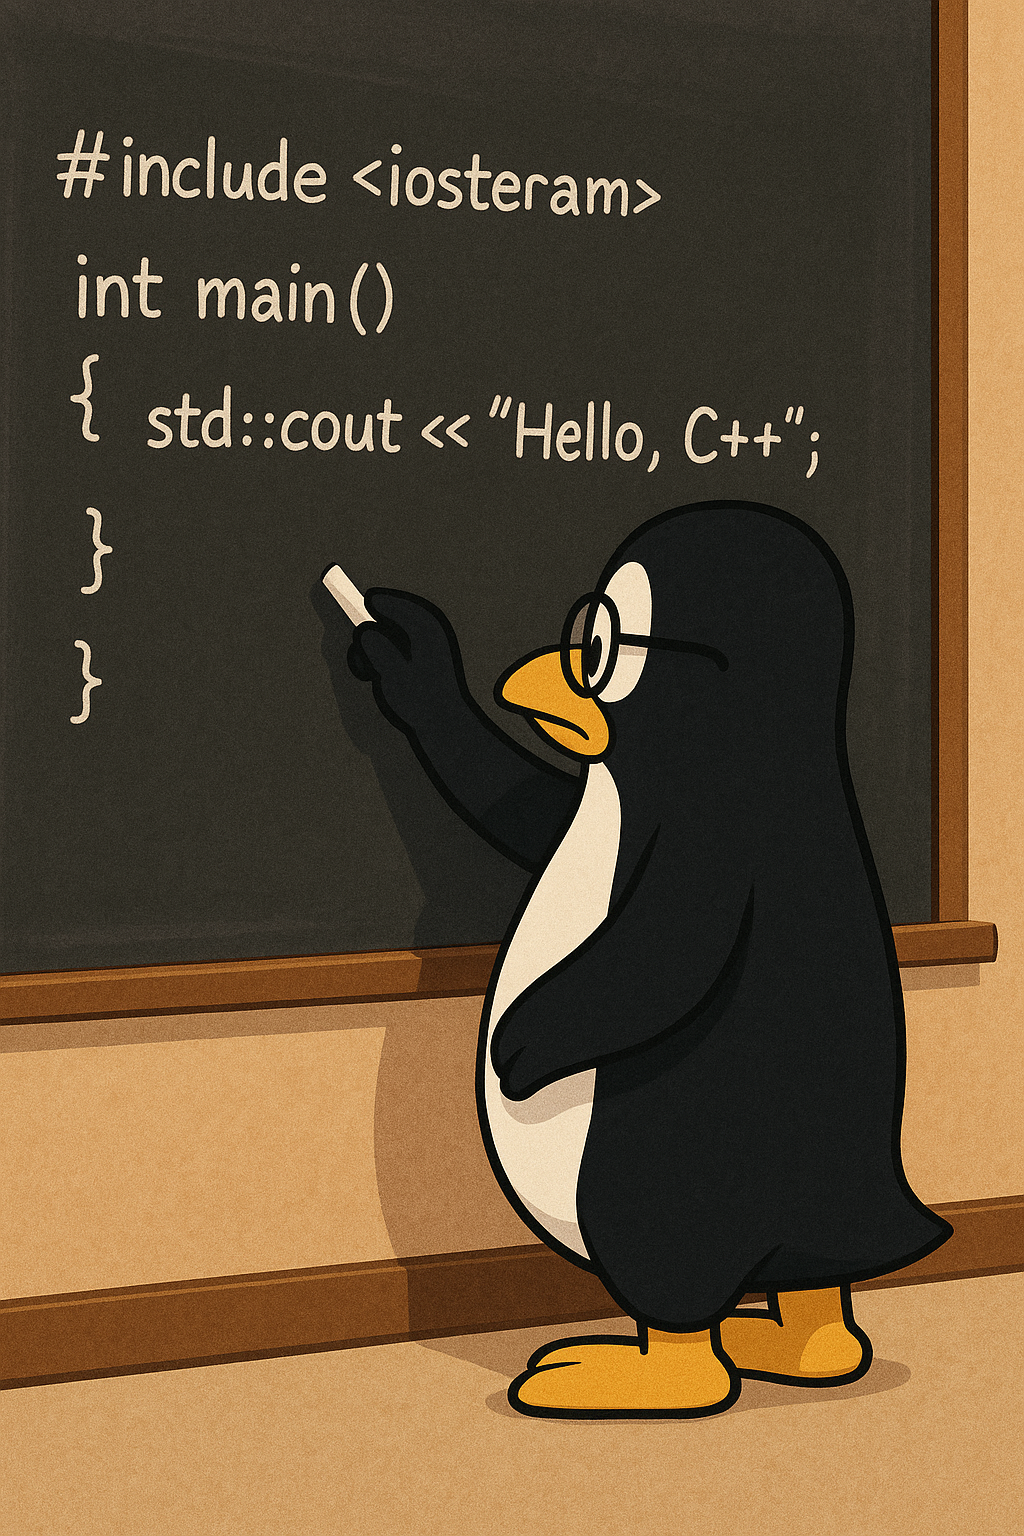 #include <iosteram>
int main()
{ std::cout << "Hello, C++";
}
}